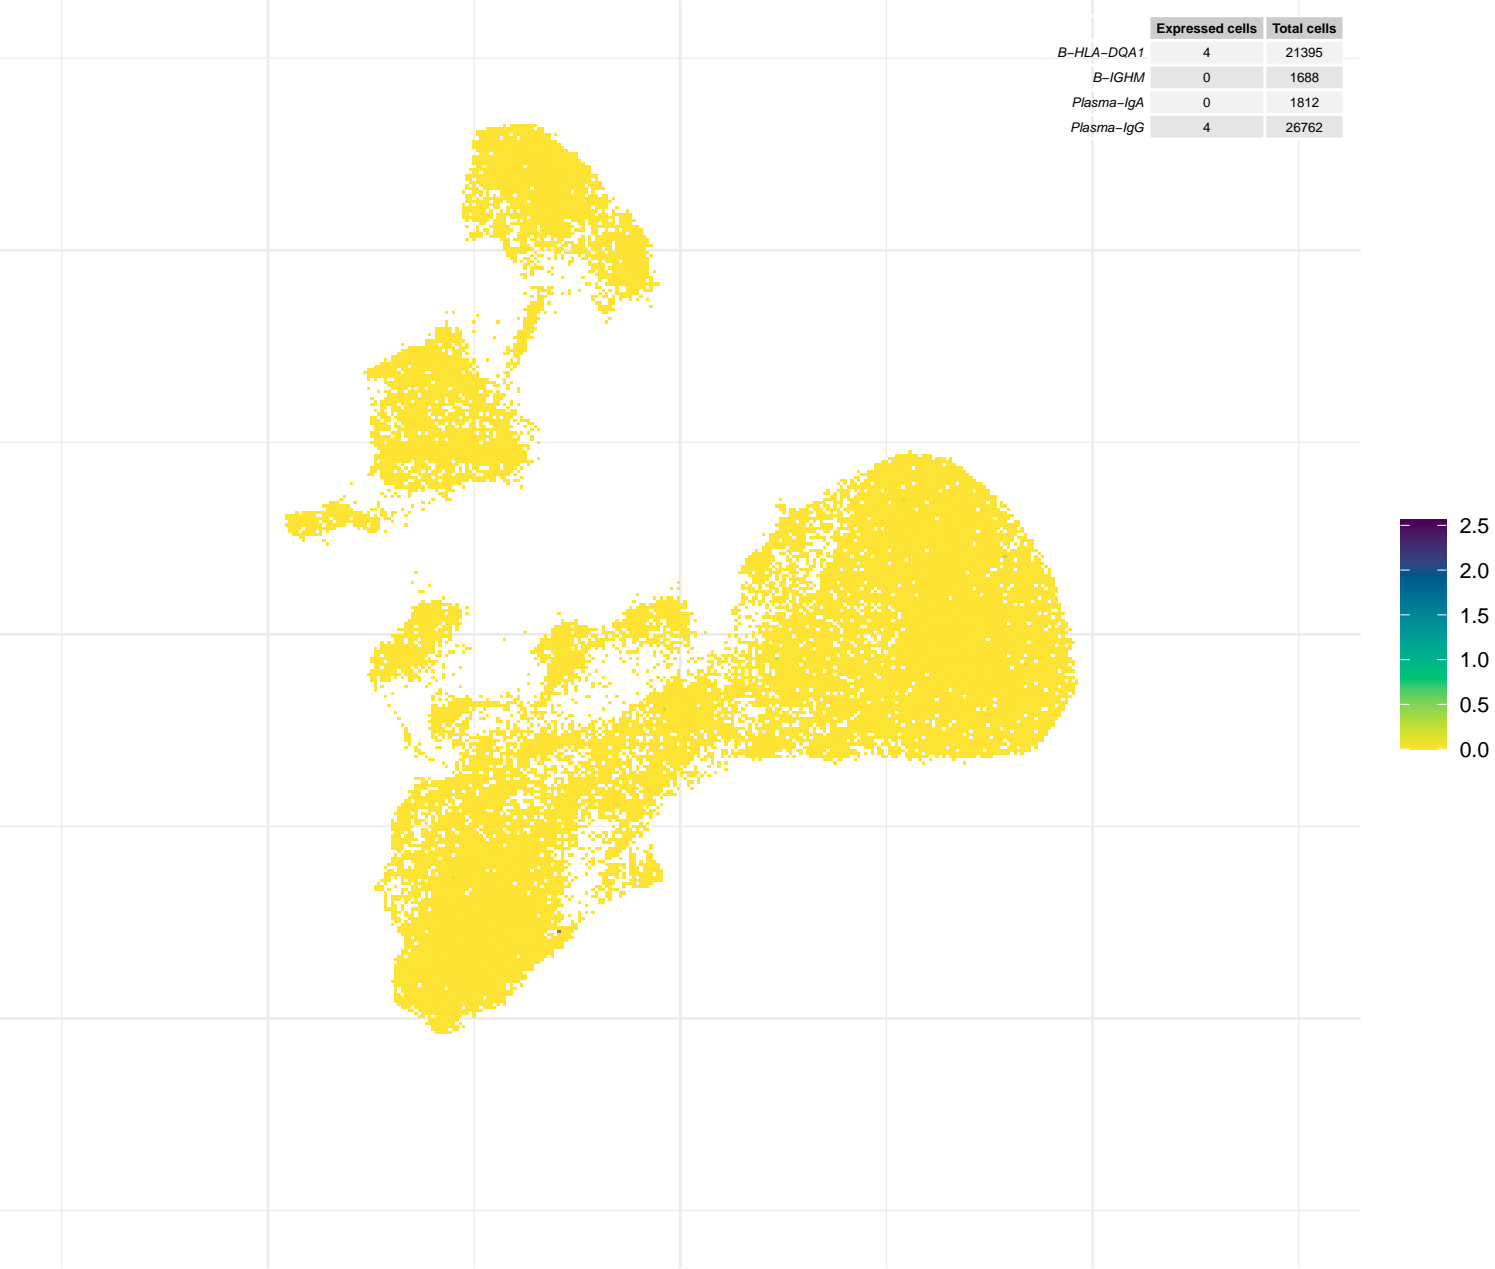 Expressed cells Total cells
B−HLA−DQA1 4 21395
B−IGHM 0 1688
Plasma−IgA 0 1812
Plasma−IgG 4 26762
2.5
2.0
1.5
1.0
0.5
0.0